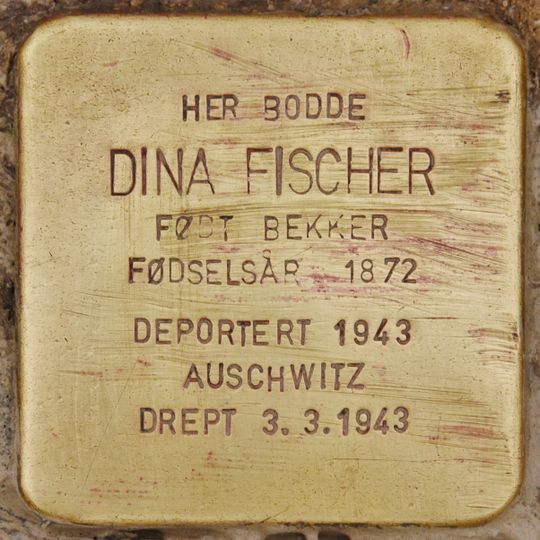 HER BODDE
DINA FISCHER
FØDT BEKKER
FØDSELSÅR 1872
DEPORTERT 1943
AUSCHWITZ
DREPT 3.3.1943